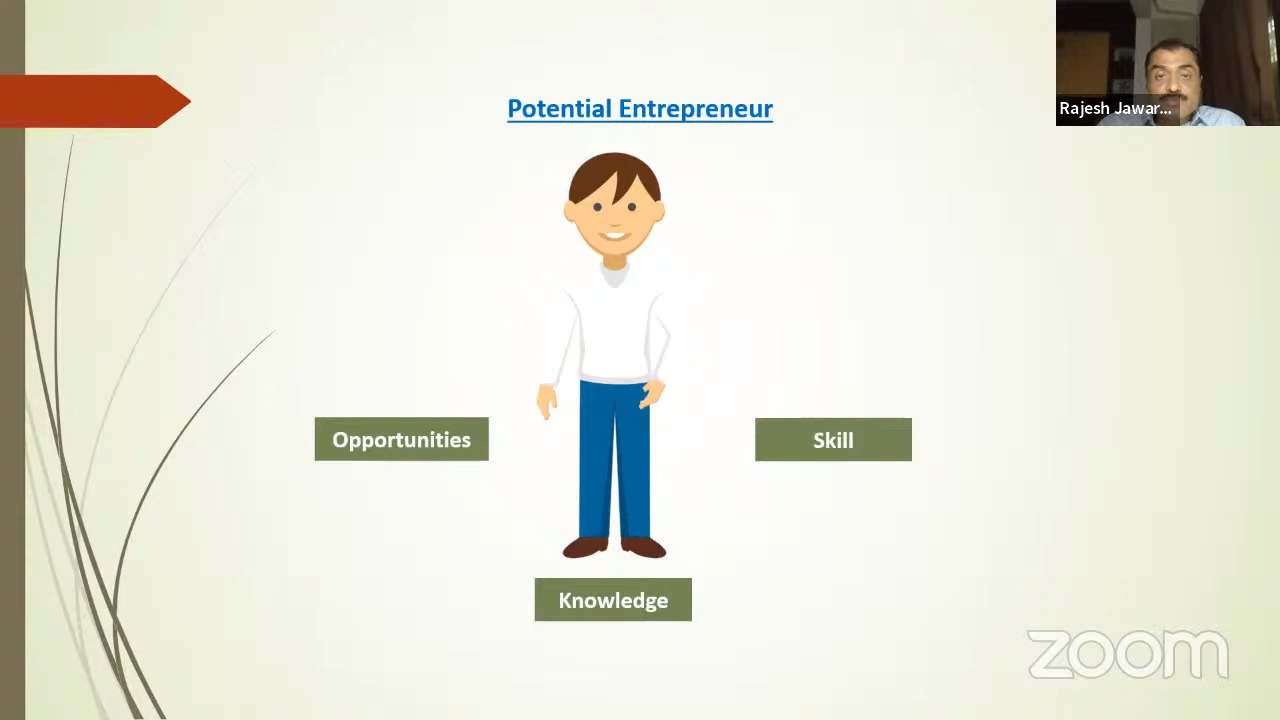 Potential Entrepreneur
Rajesh Jawar...
Opportunities
Skill
Knowledge
zoom